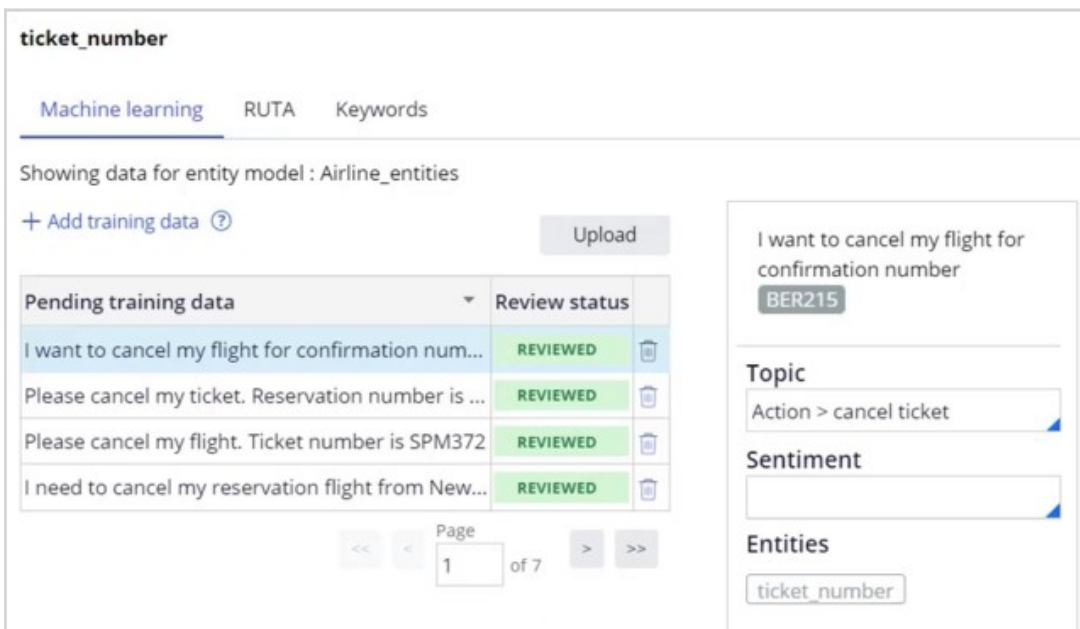 ticket_number
Machine learning RUTA Keywords
Showing data for entity model : Airline_entities
+ Add training data ?
Upload
Pending training data Review status
I want to cancel my flight for confirmation num... REVIEWED
Please cancel my ticket. Reservation number is ... REVIEWED
Please cancel my flight. Ticket number is SPM372 REVIEWED
I need to cancel my reservation flight from New... REVIEWED
Page
<< < 1 of 7 > >>
I want to cancel my flight for
confirmation number
BER215
Topic
Action > cancel ticket
Sentiment
Entities
ticket_number